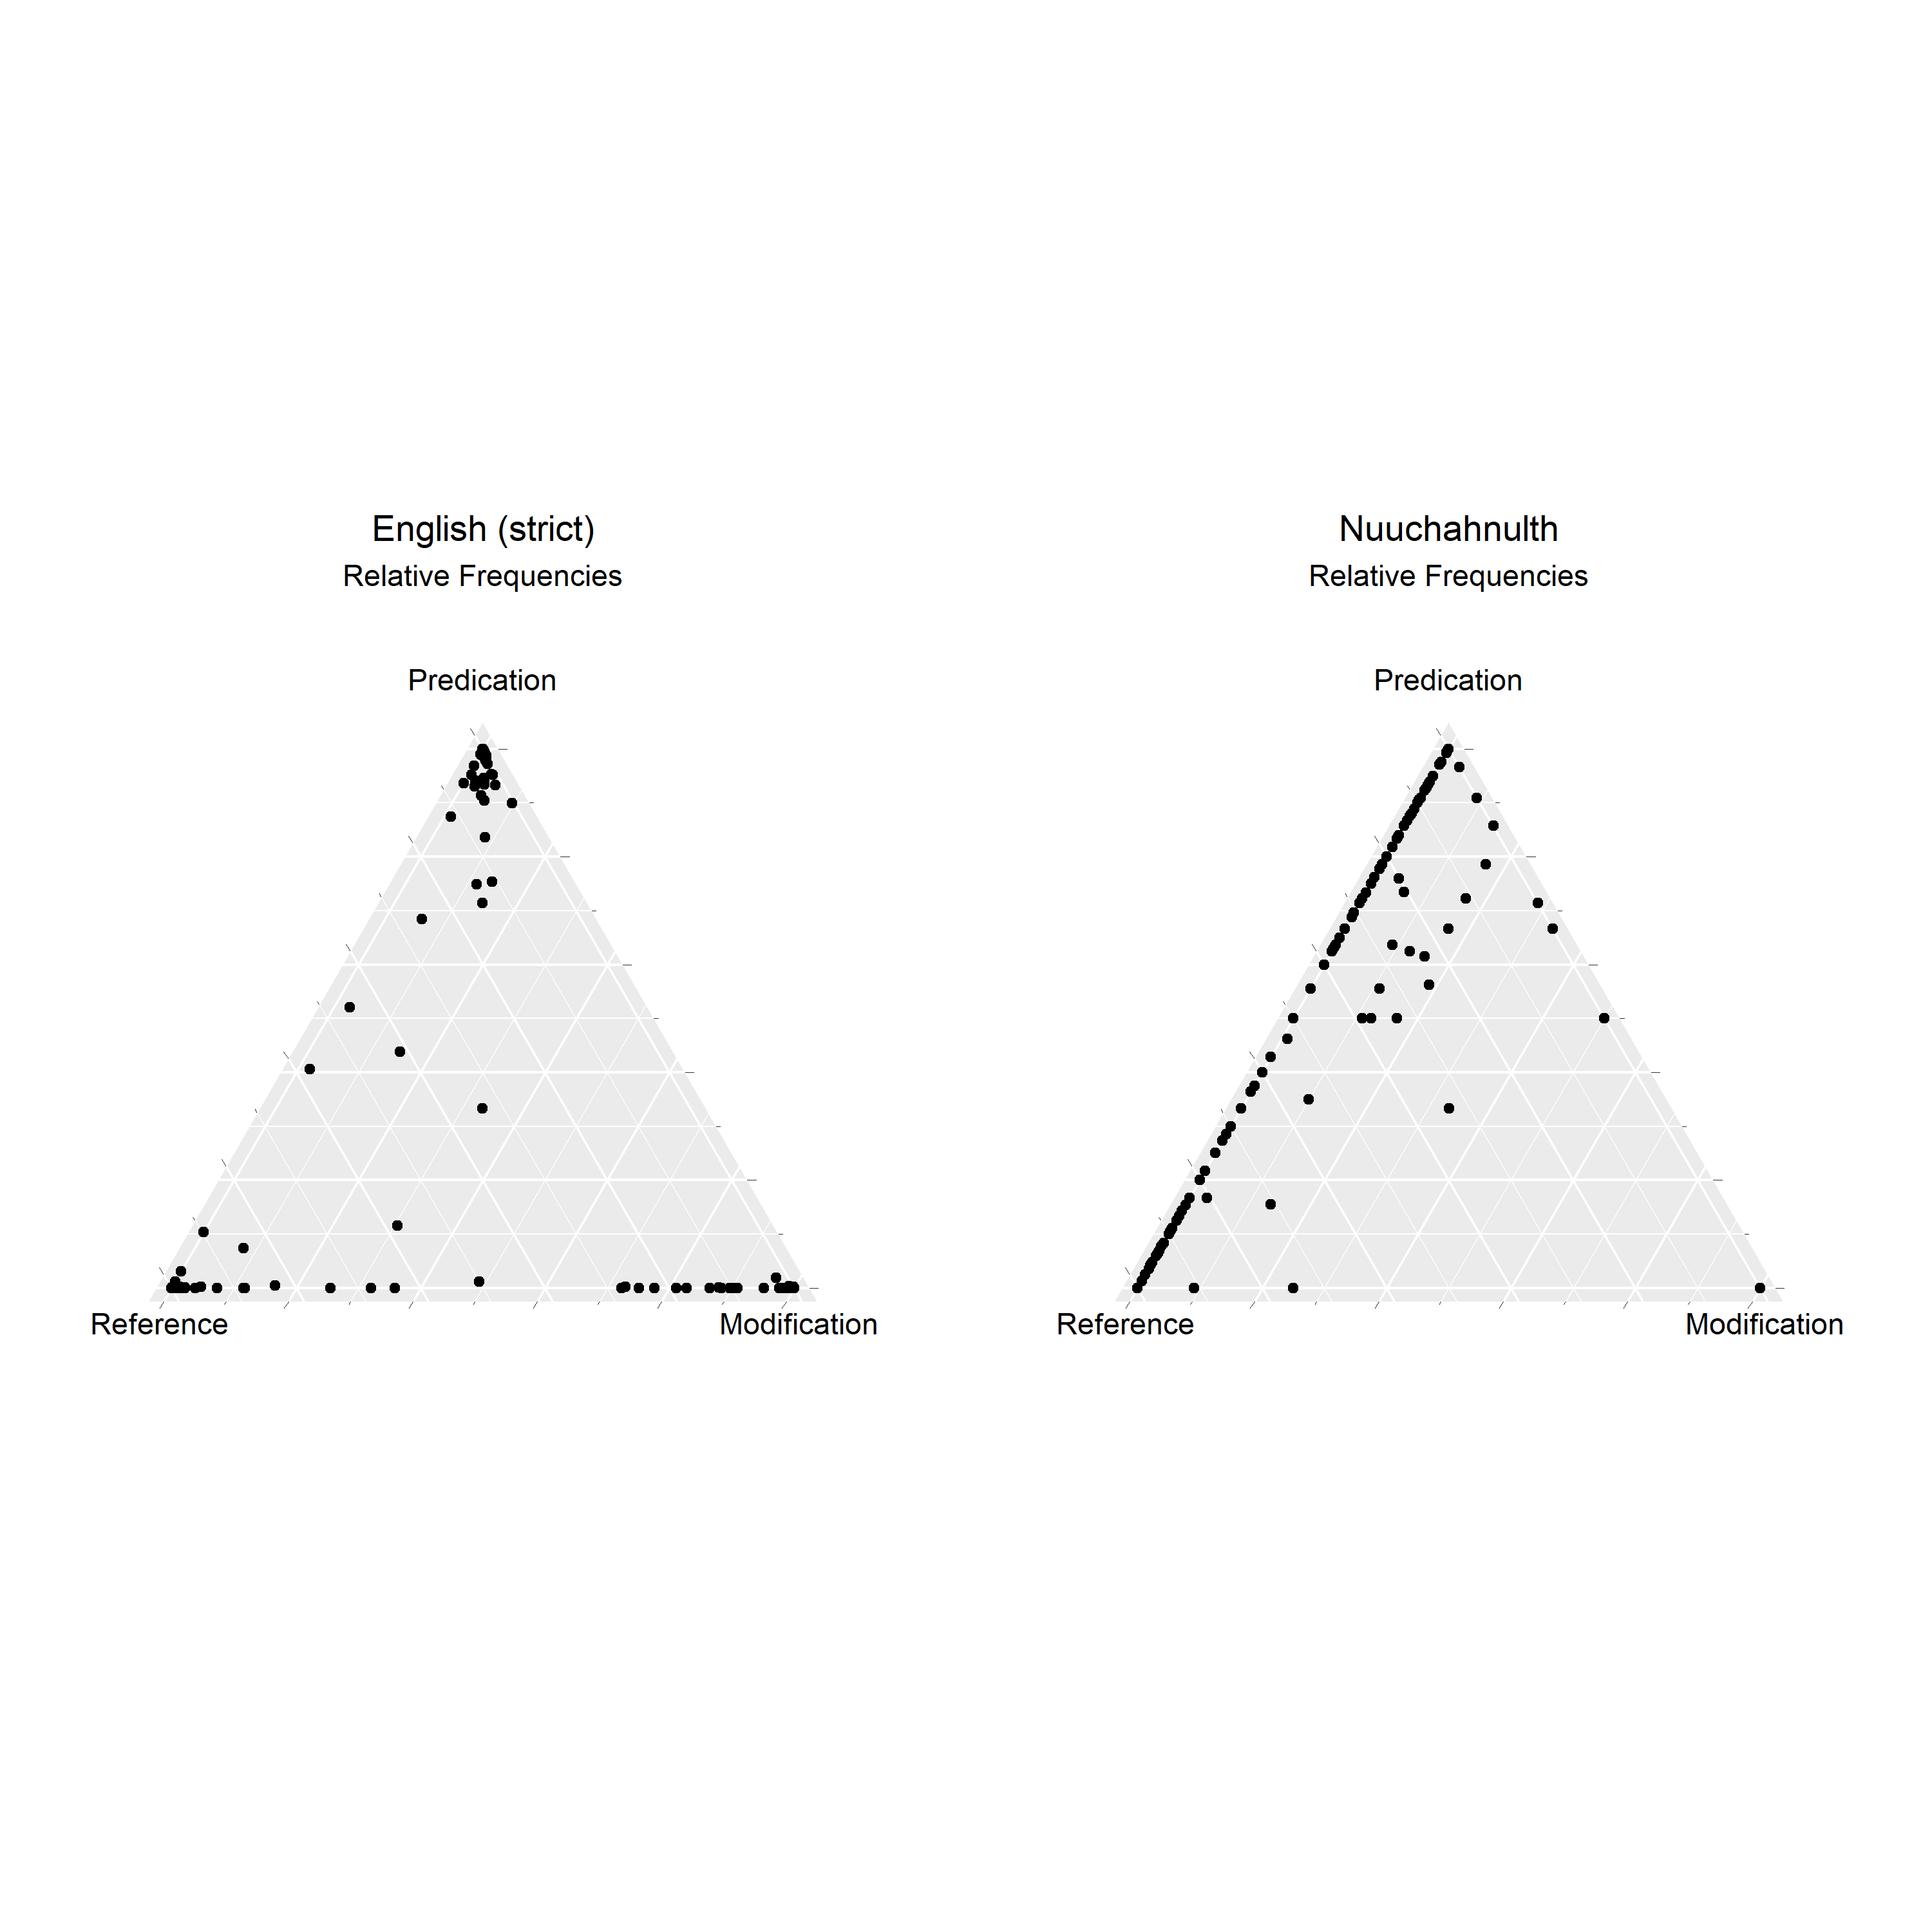 English (strict)
Relative Frequencies
Predication
Reference
Modification
Nuuchahnulth
Relative Frequencies
Predication
Reference
Modification